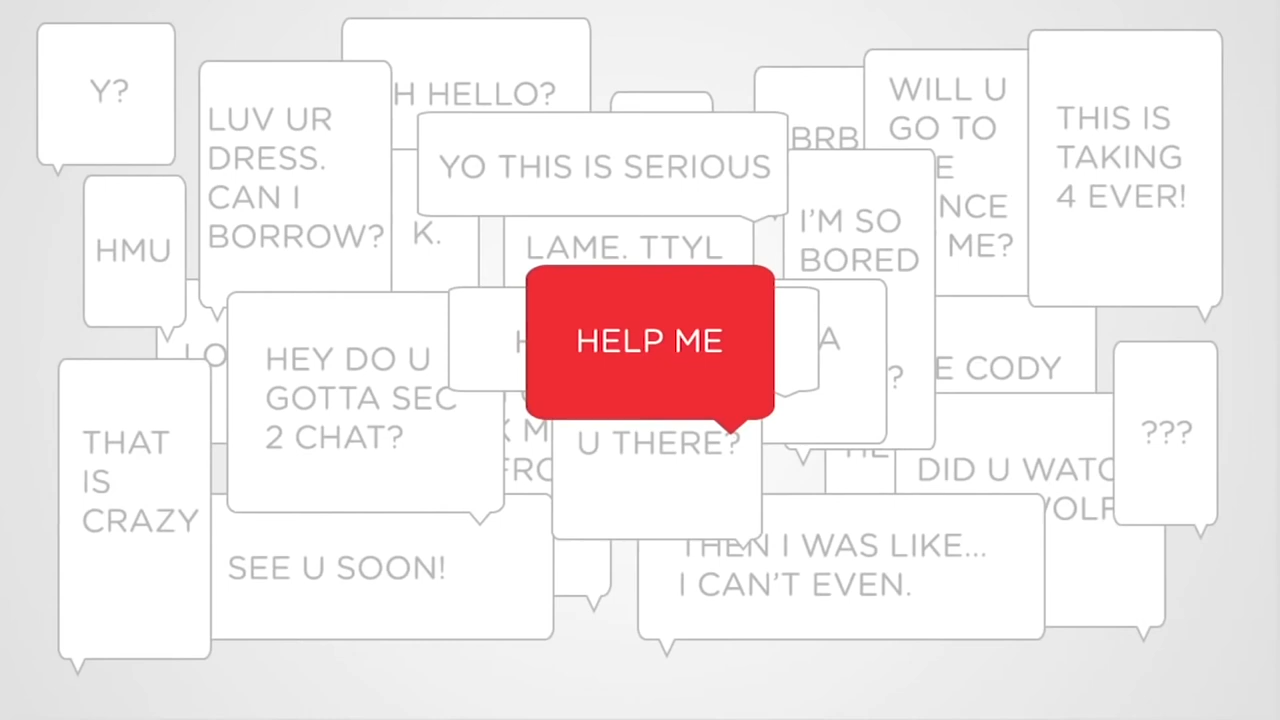 Y?
LUV UR
DRESS.
CAN I
BORROW?
H HELLO?
YO THIS IS SERIOUS
BRB
WILL U
GO TO
ME?
THIS IS
TAKING
4 EVER!
HMU
K.
LAME. TTYL
I'M SO
BORED
HELP ME
HEY DO U
GOTTA SEC
2 CHAT?
CODY
???
THAT
IS
CRAZY
U THERE?
DID U
SEE U SOON!
THEN I WAS LIKE...
I CAN'T EVEN.